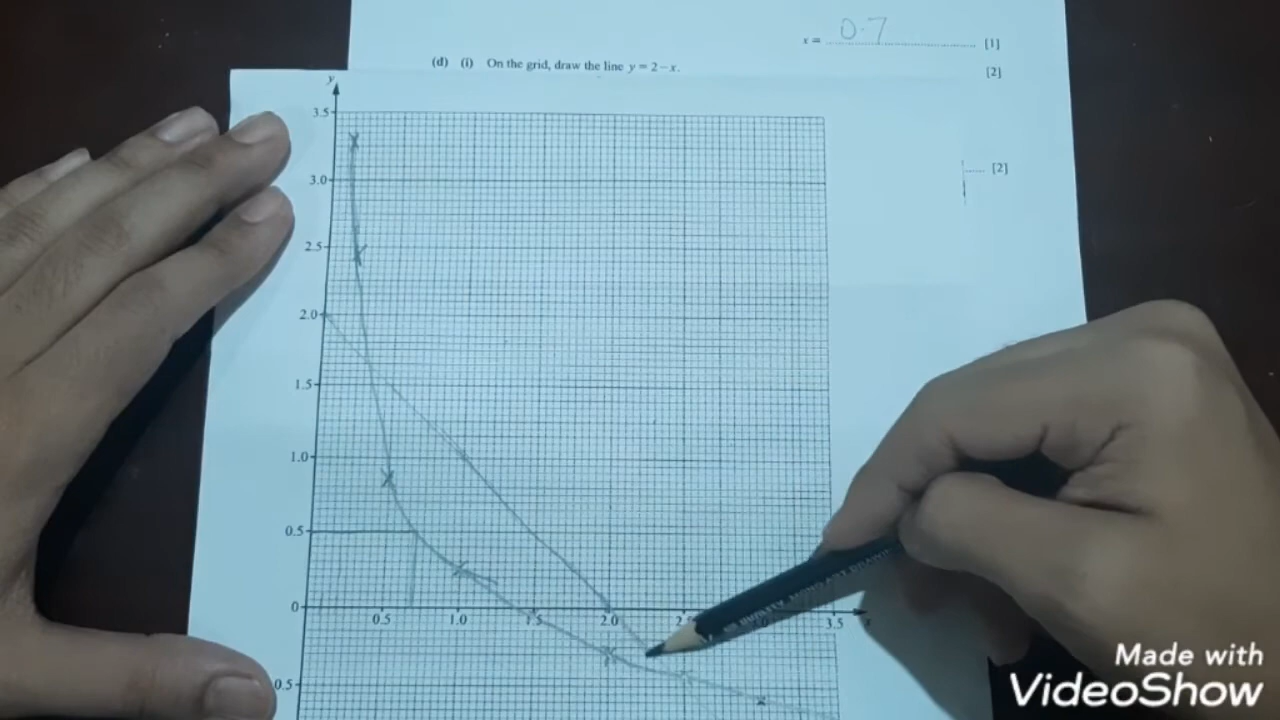 x = 0.7 [1]
(d) (i) On the grid, draw the line y = 2 − x. [2]
y
3.5
3.0 [2]
2.5
2.0
1.5
1.0
0.5
0
0.5 1.0 1.5 2.0 3.5 x
0.5
Made with
VideoShow